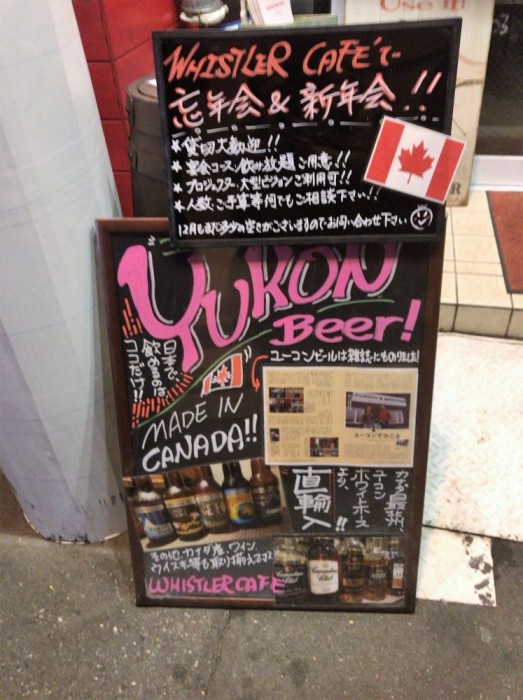 Use it!
WHISTLER CAFE'で
忘年会 & 新年会!!
* 貸切大歓迎!!
* 宴会コース、飲み放題ご用意!!
* プロジェクター、大型ビジョンご利用可!!
* 人数、ご予算等何でもご相談下さい!!
12月もまだ多少の空きがございますのでお問い合わせ下さい
YUKON
Beer!
日本で、
飲めるのは
ココだけ!!
ユーコンビールは雑誌にものりました!
MADE IN
CANADA!!
カナダ最北州、
ユーコン
ホワイトホース
より、!!
直輸入
その他、カナダ産、ワイン、
ウイスキー等も取り揃えてます!!
WHISTLER CAFE
Canadian Club